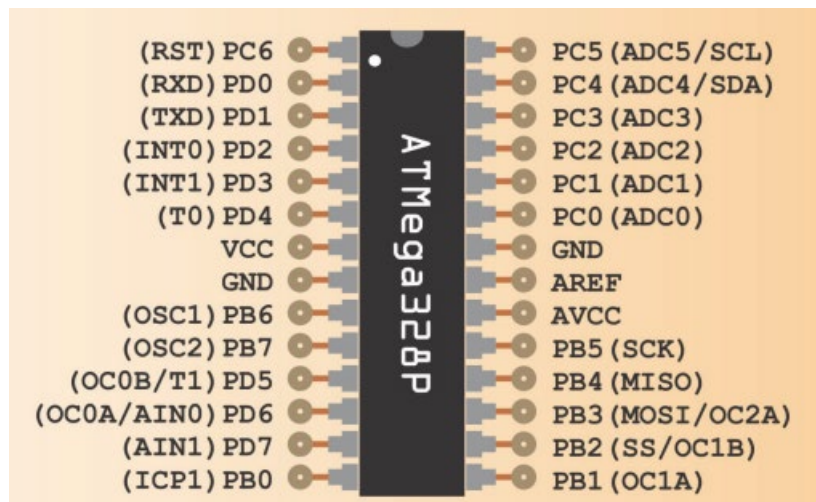 (RST)PC6
(RXD)PD0
(TXD)PD1
(INT0)PD2
(INT1)PD3
(T0)PD4
VCC
GND
(OSC1)PB6
(OSC2)PB7
(OC0B/T1)PD5
(OC0A/AIN0)PD6
(AIN1)PD7
(ICP1)PB0
ATMega328P
PC5(ADC5/SCL)
PC4(ADC4/SDA)
PC3(ADC3)
PC2(ADC2)
PC1(ADC1)
PC0(ADC0)
GND
AREF
AVCC
PB5(SCK)
PB4(MISO)
PB3(MOSI/OC2A)
PB2(SS/OC1B)
PB1(OC1A)